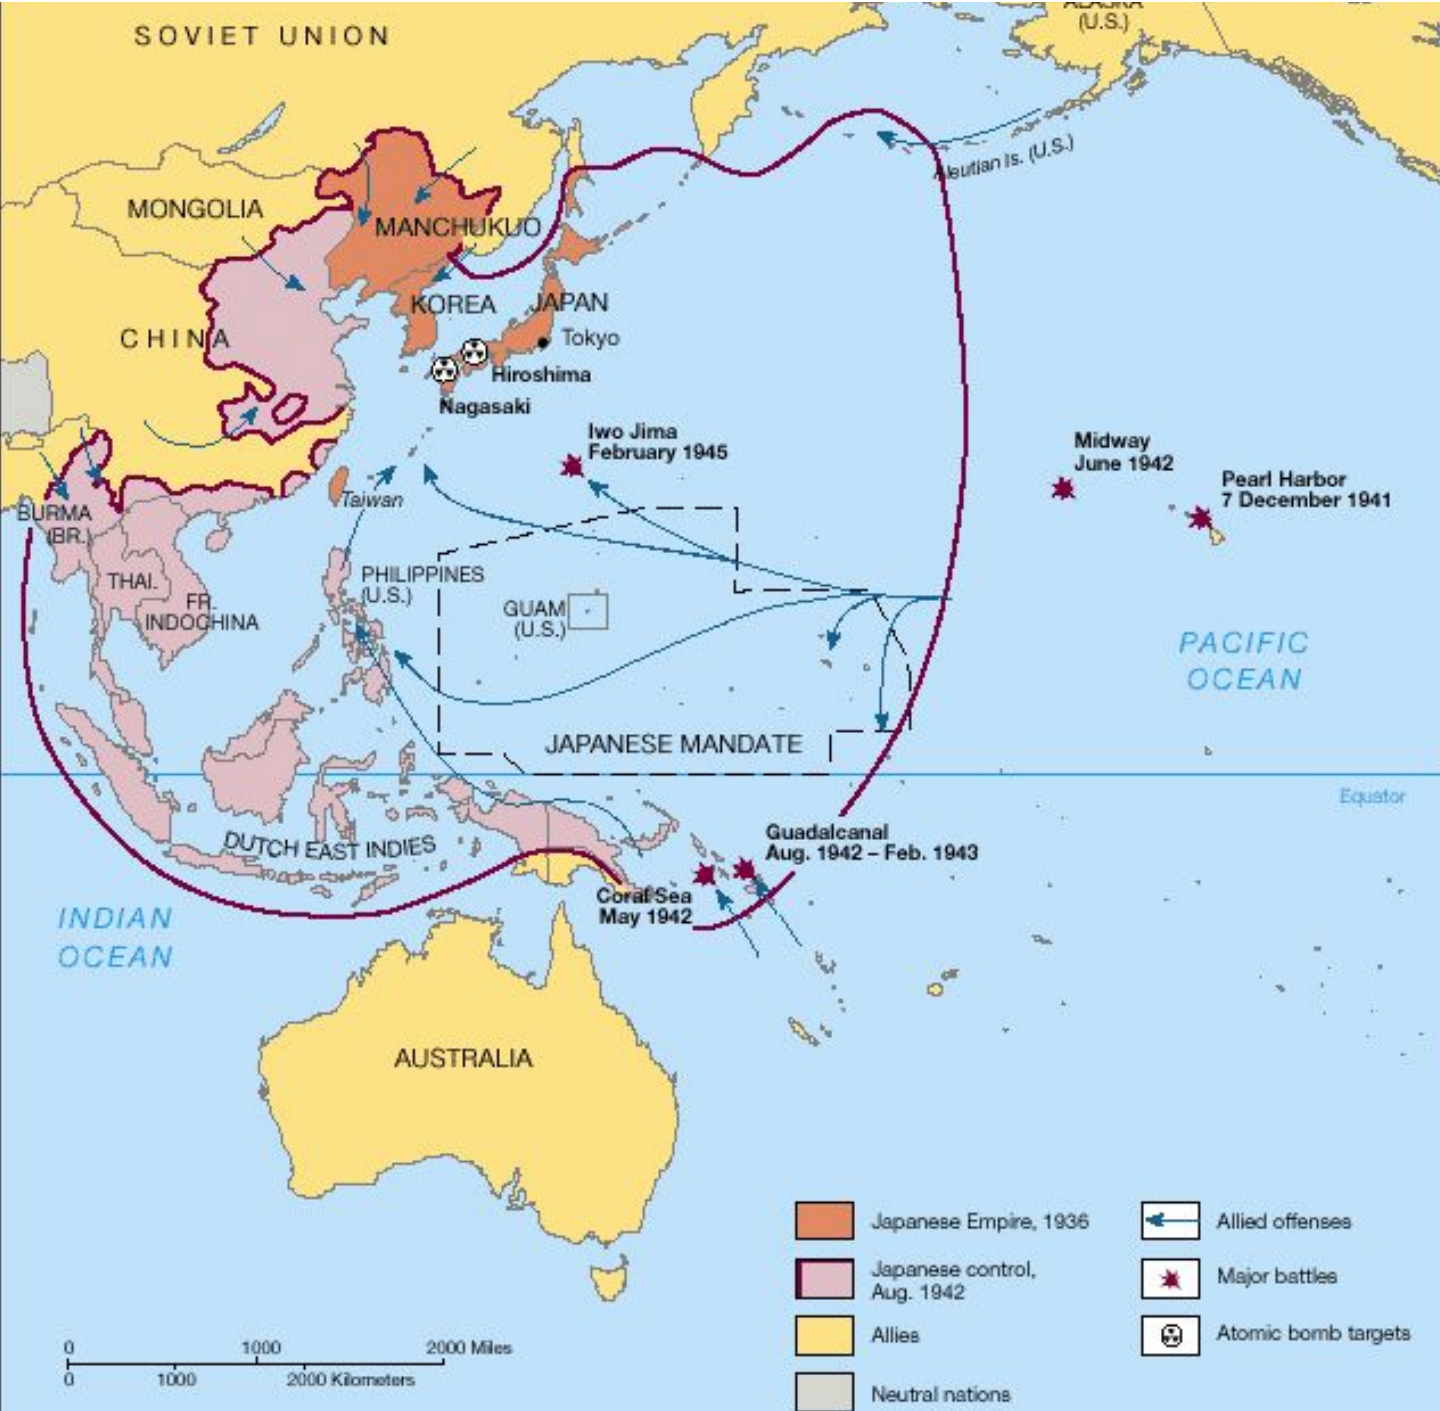 ALASKA
(U.S.)
SOVIET UNION
Aleutian Is. (U.S.)
MONGOLIA
MANCHUKUO
KOREA
JAPAN
CHINA
Tokyo
Hiroshima
Nagasaki
Iwo Jima
February 1945
Midway
June 1942
Pearl Harbor
7 December 1941
Taiwan
BURMA
(BR.)
THAI.
FR.
INDOCHINA
PHILIPPINES
(U.S.)
GUAM
(U.S.)
PACIFIC
OCEAN
JAPANESE MANDATE
Equator
DUTCH EAST INDIES
Guadalcanal
Aug. 1942 – Feb. 1943
Coral Sea
May 1942
INDIAN
OCEAN
AUSTRALIA
Japanese Empire, 1936
Japanese control,
Aug. 1942
Allies
Neutral nations
Allied offenses
Major battles
Atomic bomb targets
0 1000 2000 Miles
0 1000 2000 Kilometers